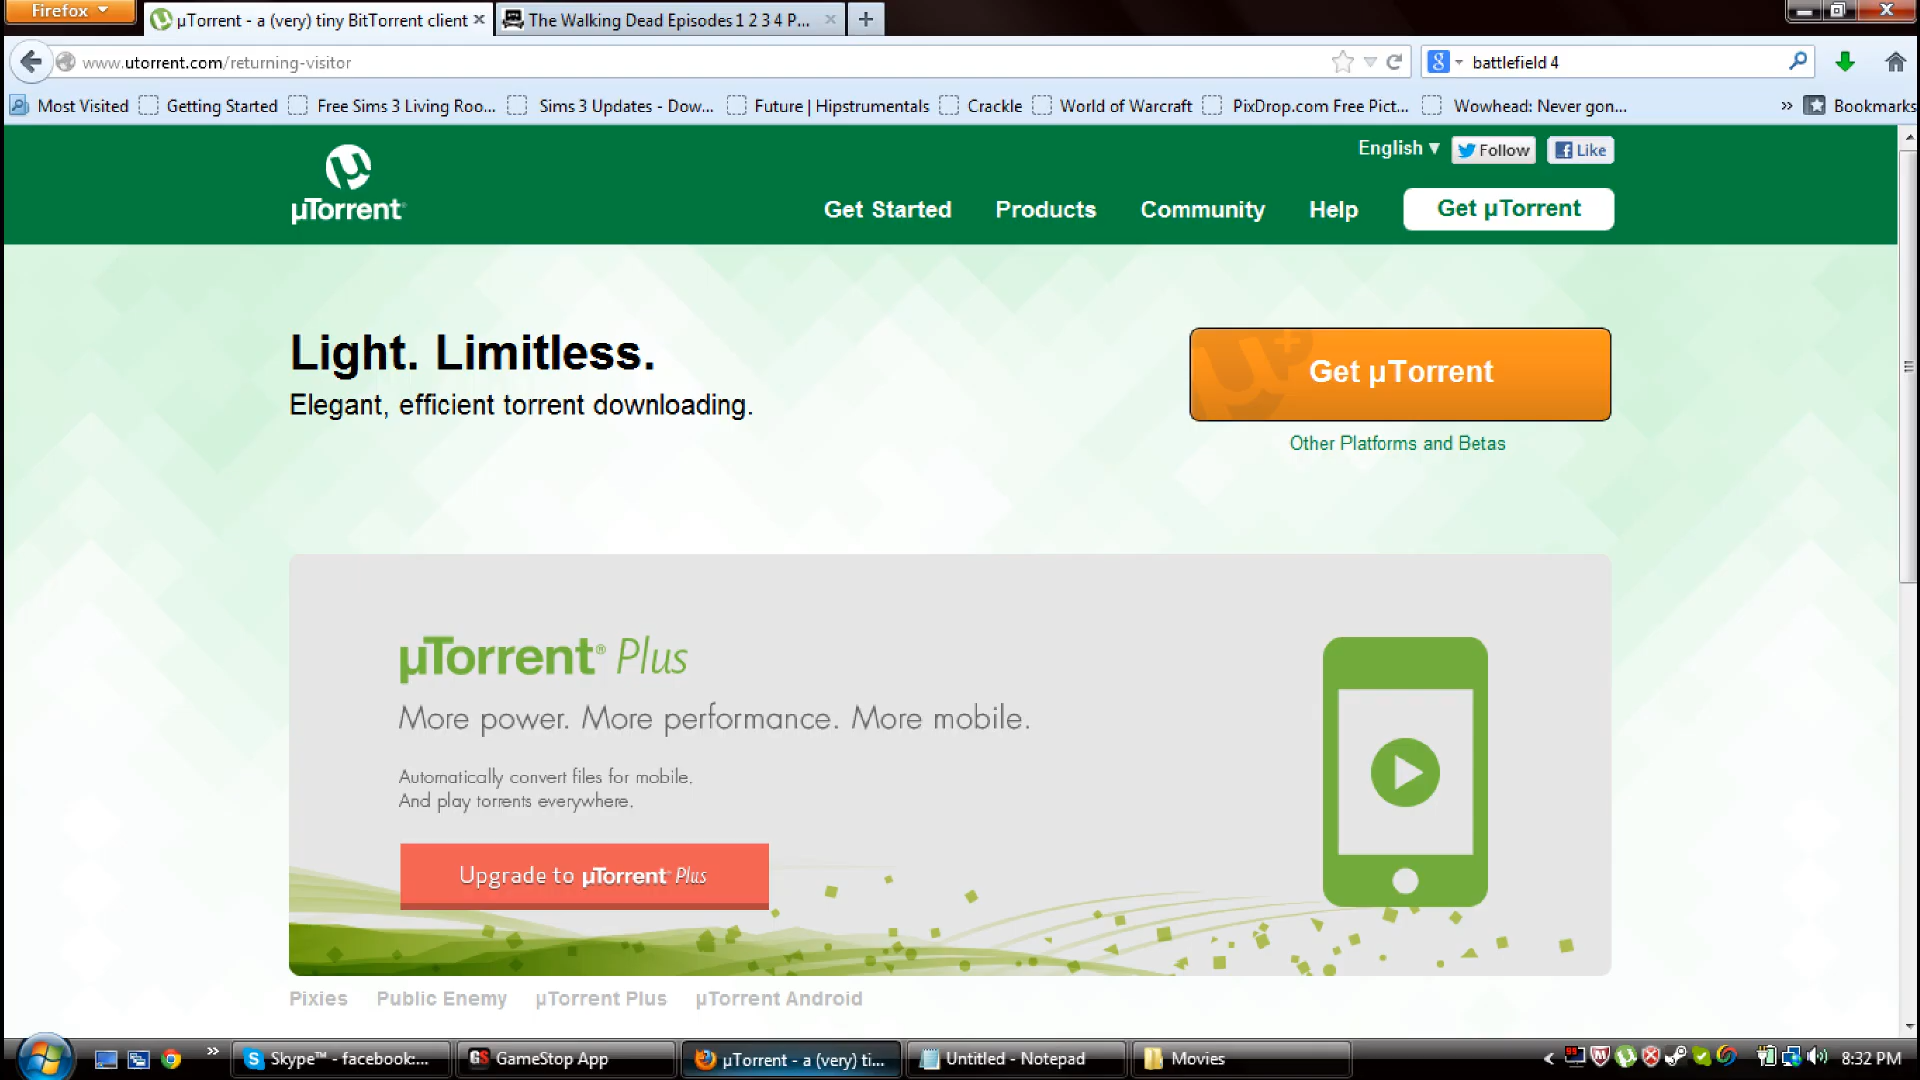 Firefox
µTorrent - a (very) tiny BitTorrent client
The Walking Dead Episodes 1 2 3 4 P...
www.utorrent.com/returning-visitor
battlefield 4
Most Visited
Getting Started
Free Sims 3 Living Roo...
Sims 3 Updates - Dow...
Future | Hipstrumentals
Crackle
World of Warcraft
PixDrop.com Free Pict...
Wowhead: Never gon...
Bookmarks
English
Follow
Like
µTorrent
Get Started
Products
Community
Help
Get µTorrent
Light. Limitless.
Elegant, efficient torrent downloading.
Get µTorrent
Other Platforms and Betas
µTorrent® Plus
More power. More performance. More mobile.
Automatically convert files for mobile.
And play torrents everywhere.
Upgrade to µTorrent Plus
Pixies
Public Enemy
µTorrent Plus
µTorrent Android
Skype™ - facebook:...
GameStop App
µTorrent - a (very) ti...
Untitled - Notepad
Movies
8:32 PM